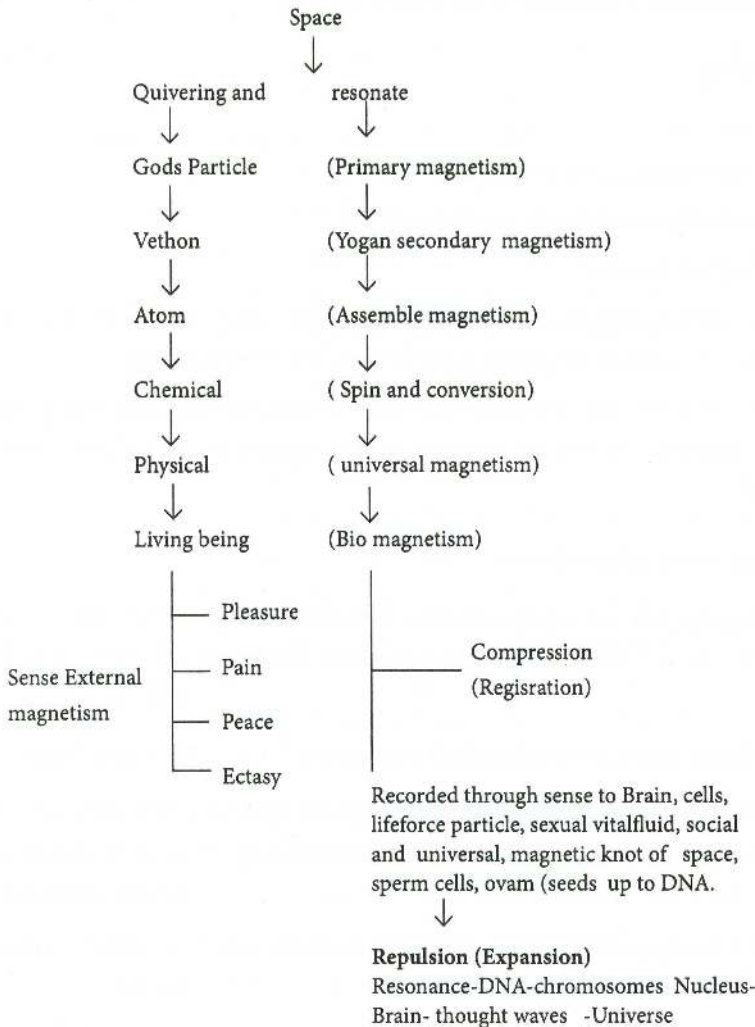 Space
Quivering and resonate
Gods Particle (Primary magnetism)
Vethon (Yogan secondary magnetism)
Atom (Assemble magnetism)
Chemical ( Spin and conversion)
Physical ( universal magnetism)
Living being (Bio magnetism)
Pleasure
Pain
Peace
Ectasy
Sense External
magnetism
Compression
(Regisration)
Recorded through sense to Brain, cells,
lifeforce particle, sexual vitalfluid, social
and universal, magnetic knot of space,
sperm cells, ovam (seeds up to DNA.
Repulsion (Expansion)
Resonance-DNA-chromosomes Nucleus-
Brain- thought waves -Universe